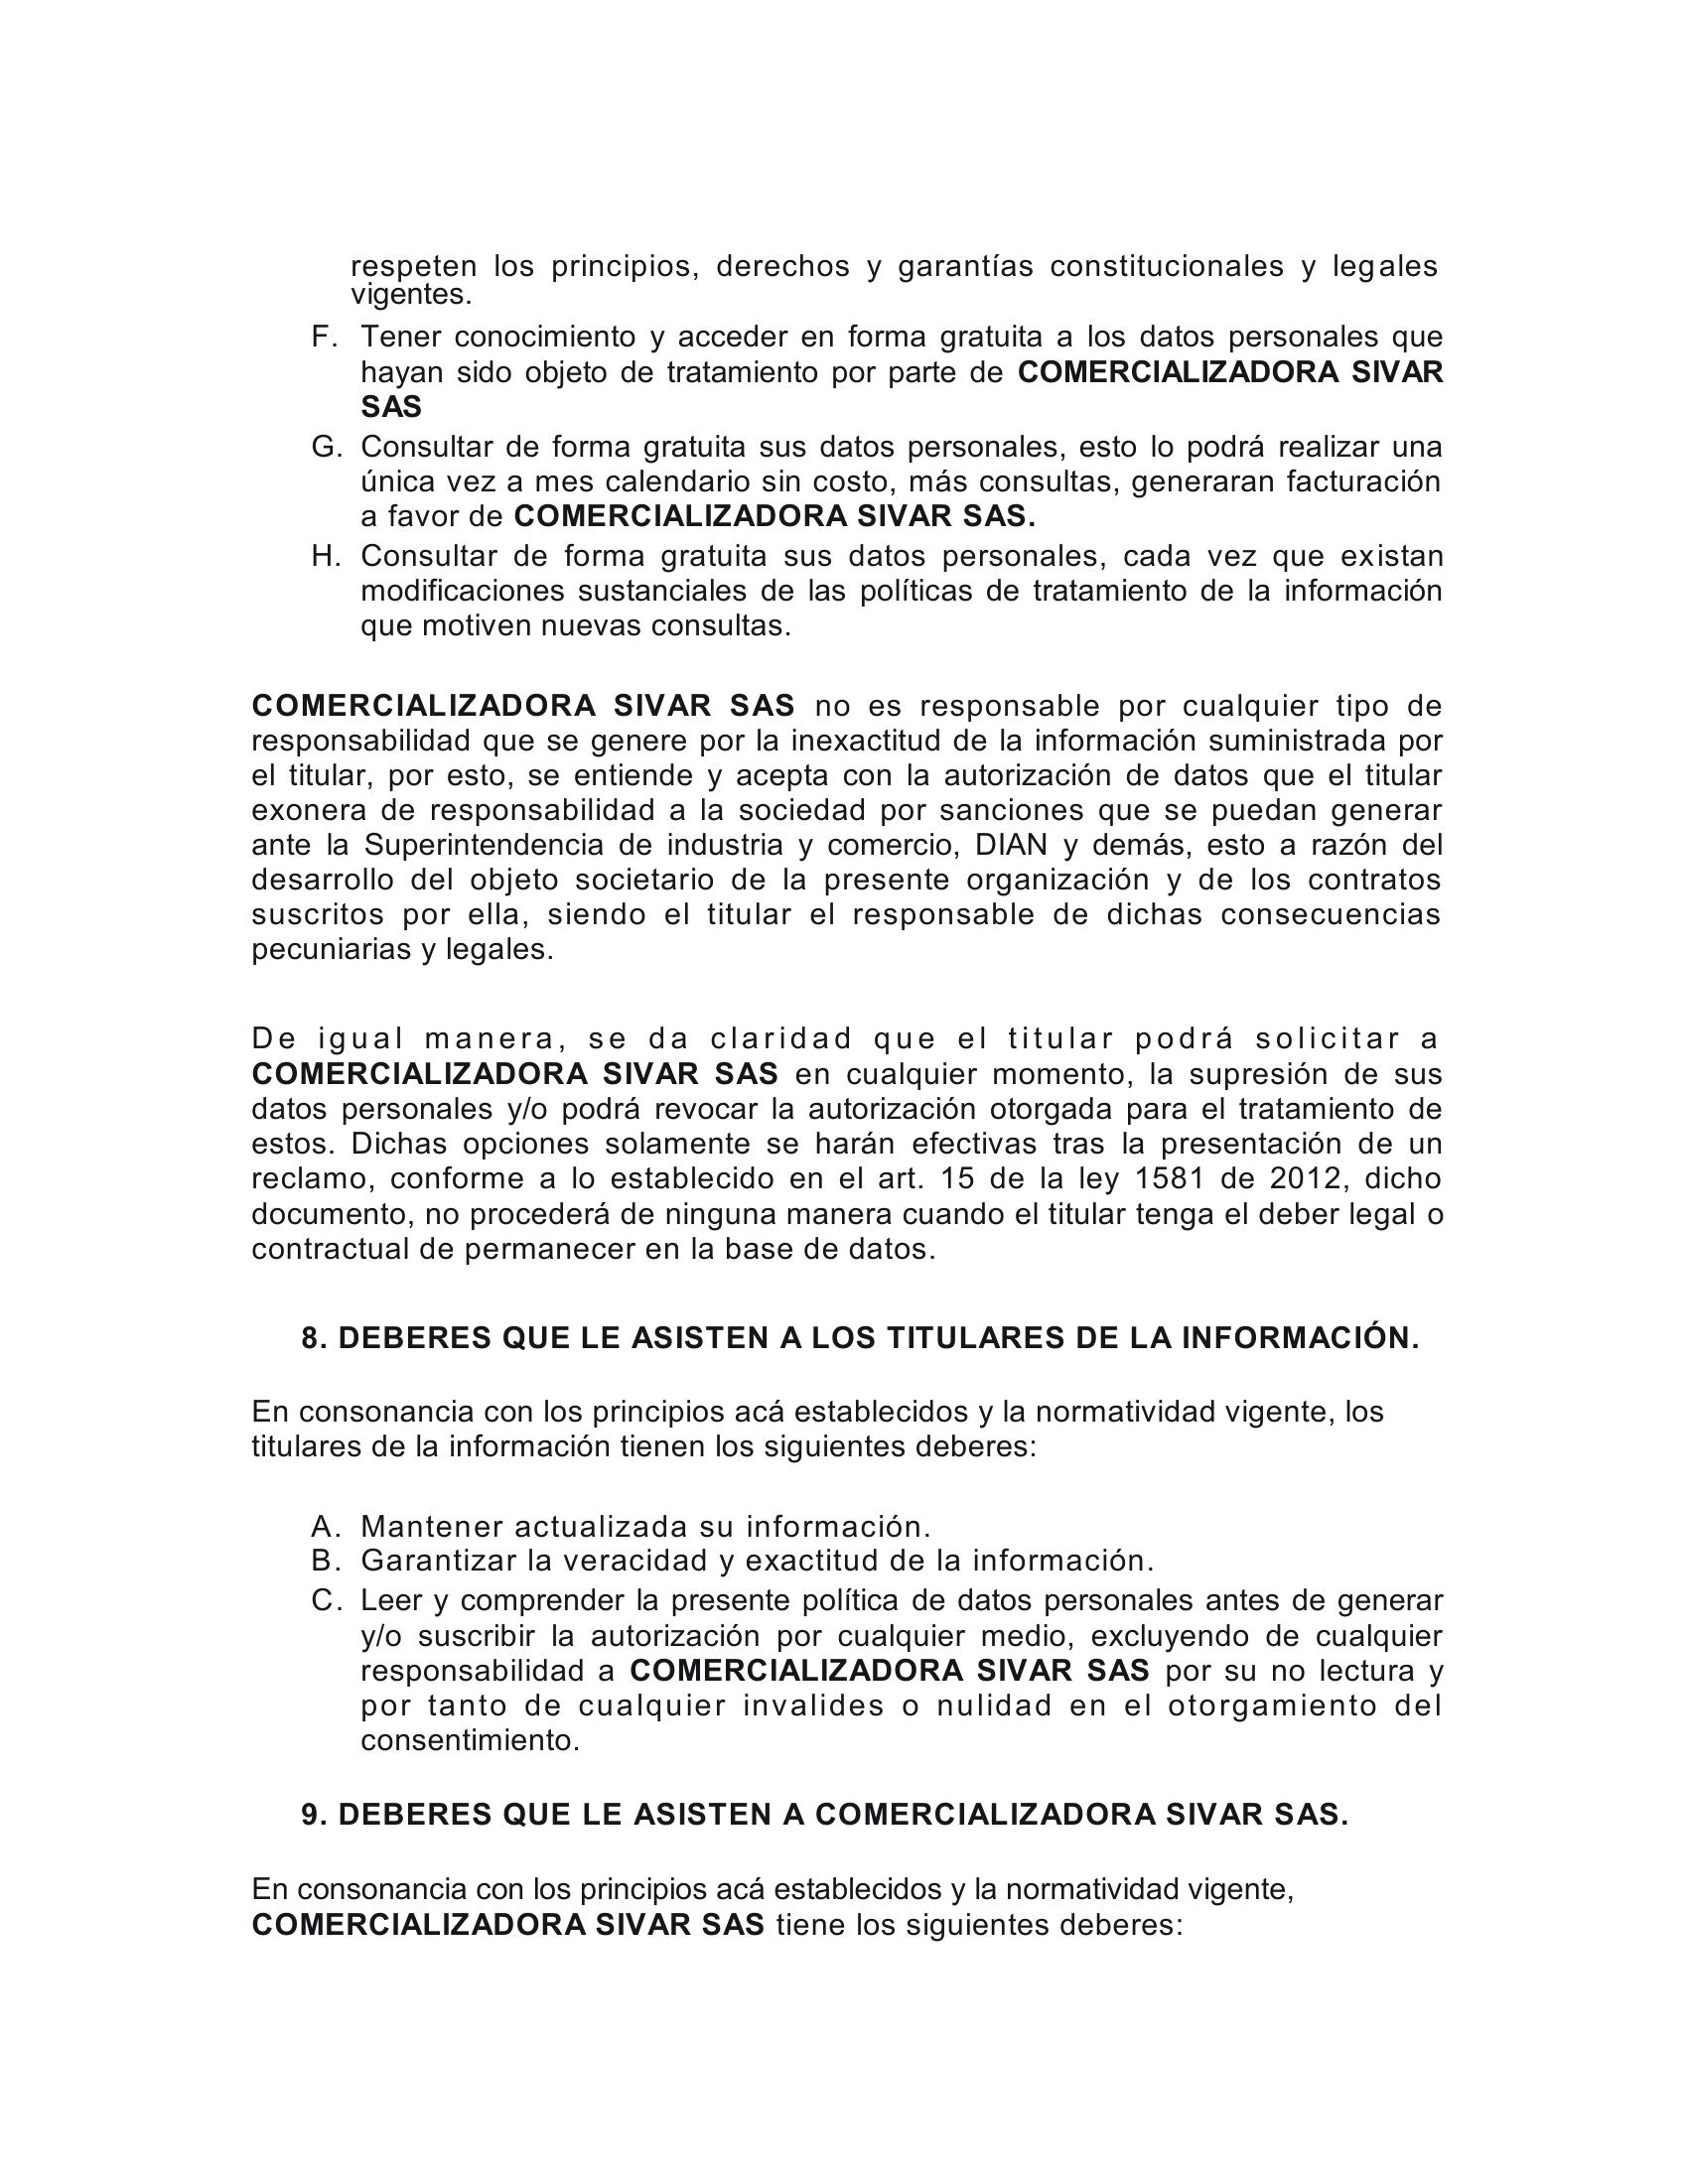 respeten los principios, derechos y garantías constitucionales y legales
vigentes.
F. Tener conocimiento y acceder en forma gratuita a los datos personales que
hayan sido objeto de tratamiento por parte de COMERCIALIZADORA SIVAR
SAS
G. Consultar de forma gratuita sus datos personales, esto lo podrá realizar una
única vez a mes calendario sin costo, más consultas, generaran facturación
a favor de COMERCIALIZADORA SIVAR SAS.
H. Consultar de forma gratuita sus datos personales, cada vez que existan
modificaciones sustanciales de las políticas de tratamiento de la información
que motiven nuevas consultas.
COMERCIALIZADORA SIVAR SAS no es responsable por cualquier tipo de
responsabilidad que se genere por la inexactitud de la información suministrada por
el titular, por esto, se entiende y acepta con la autorización de datos que el titular
exonera de responsabilidad a la sociedad por sanciones que se puedan generar
ante la Superintendencia de industria y comercio, DIAN y demás, esto a razón del
desarrollo del objeto societario de la presente organización y de los contratos
suscritos por ella, siendo el titular el responsable de dichas consecuencias
pecuniarias y legales.
De igual manera, se da claridad que el titular podrá solicitar a
COMERCIALIZADORA SIVAR SAS en cualquier momento, la supresión de sus
datos personales y/o podrá revocar la autorización otorgada para el tratamiento de
estos. Dichas opciones solamente se harán efectivas tras la presentación de un
reclamo, conforme a lo establecido en el art. 15 de la ley 1581 de 2012, dicho
documento, no procederá de ninguna manera cuando el titular tenga el deber legal o
contractual de permanecer en la base de datos.
8. DEBERES QUE LE ASISTEN A LOS TITULARES DE LA INFORMACIÓN.
En consonancia con los principios acá establecidos y la normatividad vigente, los
titulares de la información tienen los siguientes deberes:
A. Mantener actualizada su información.
B. Garantizar la veracidad y exactitud de la información.
C. Leer y comprender la presente política de datos personales antes de generar
y/o suscribir la autorización por cualquier medio, excluyendo de cualquier
responsabilidad a COMERCIALIZADORA SIVAR SAS por su no lectura y
por tanto de cualquier invalides o nulidad en el otorgamiento del
consentimiento.
9. DEBERES QUE LE ASISTEN A COMERCIALIZADORA SIVAR SAS.
En consonancia con los principios acá establecidos y la normatividad vigente,
COMERCIALIZADORA SIVAR SAS tiene los siguientes deberes: